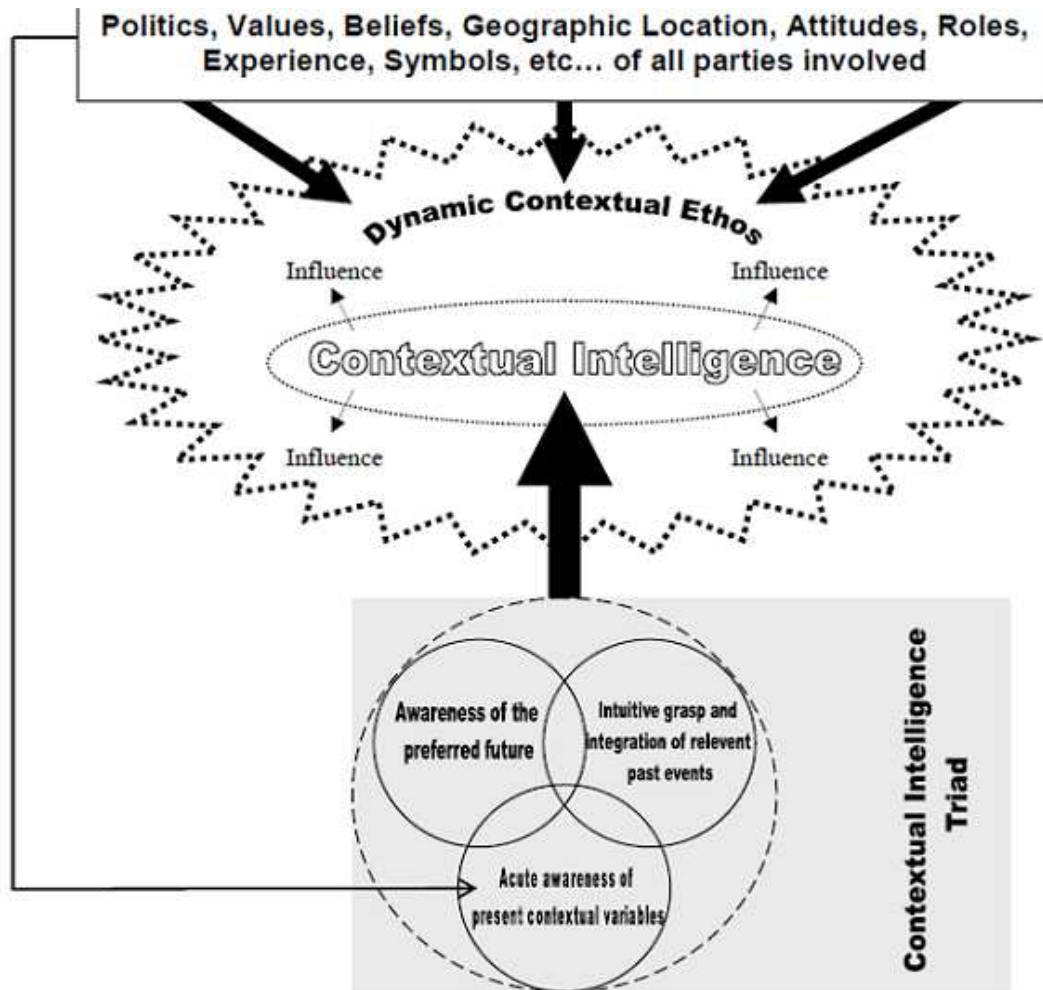 Politics, Values, Beliefs, Geographic Location, Attitudes, Roles,
Experience, Symbols, etc... of all parties involved
Dynamic Contextual Ethos
Influence
Influence
Contextual Intelligence
Influence
Influence
Awareness of the
preferred future
Intuitive grasp and
integration of relevent
past events
Acute awareness of
present contextual variables
Contextual Intelligence
Triad